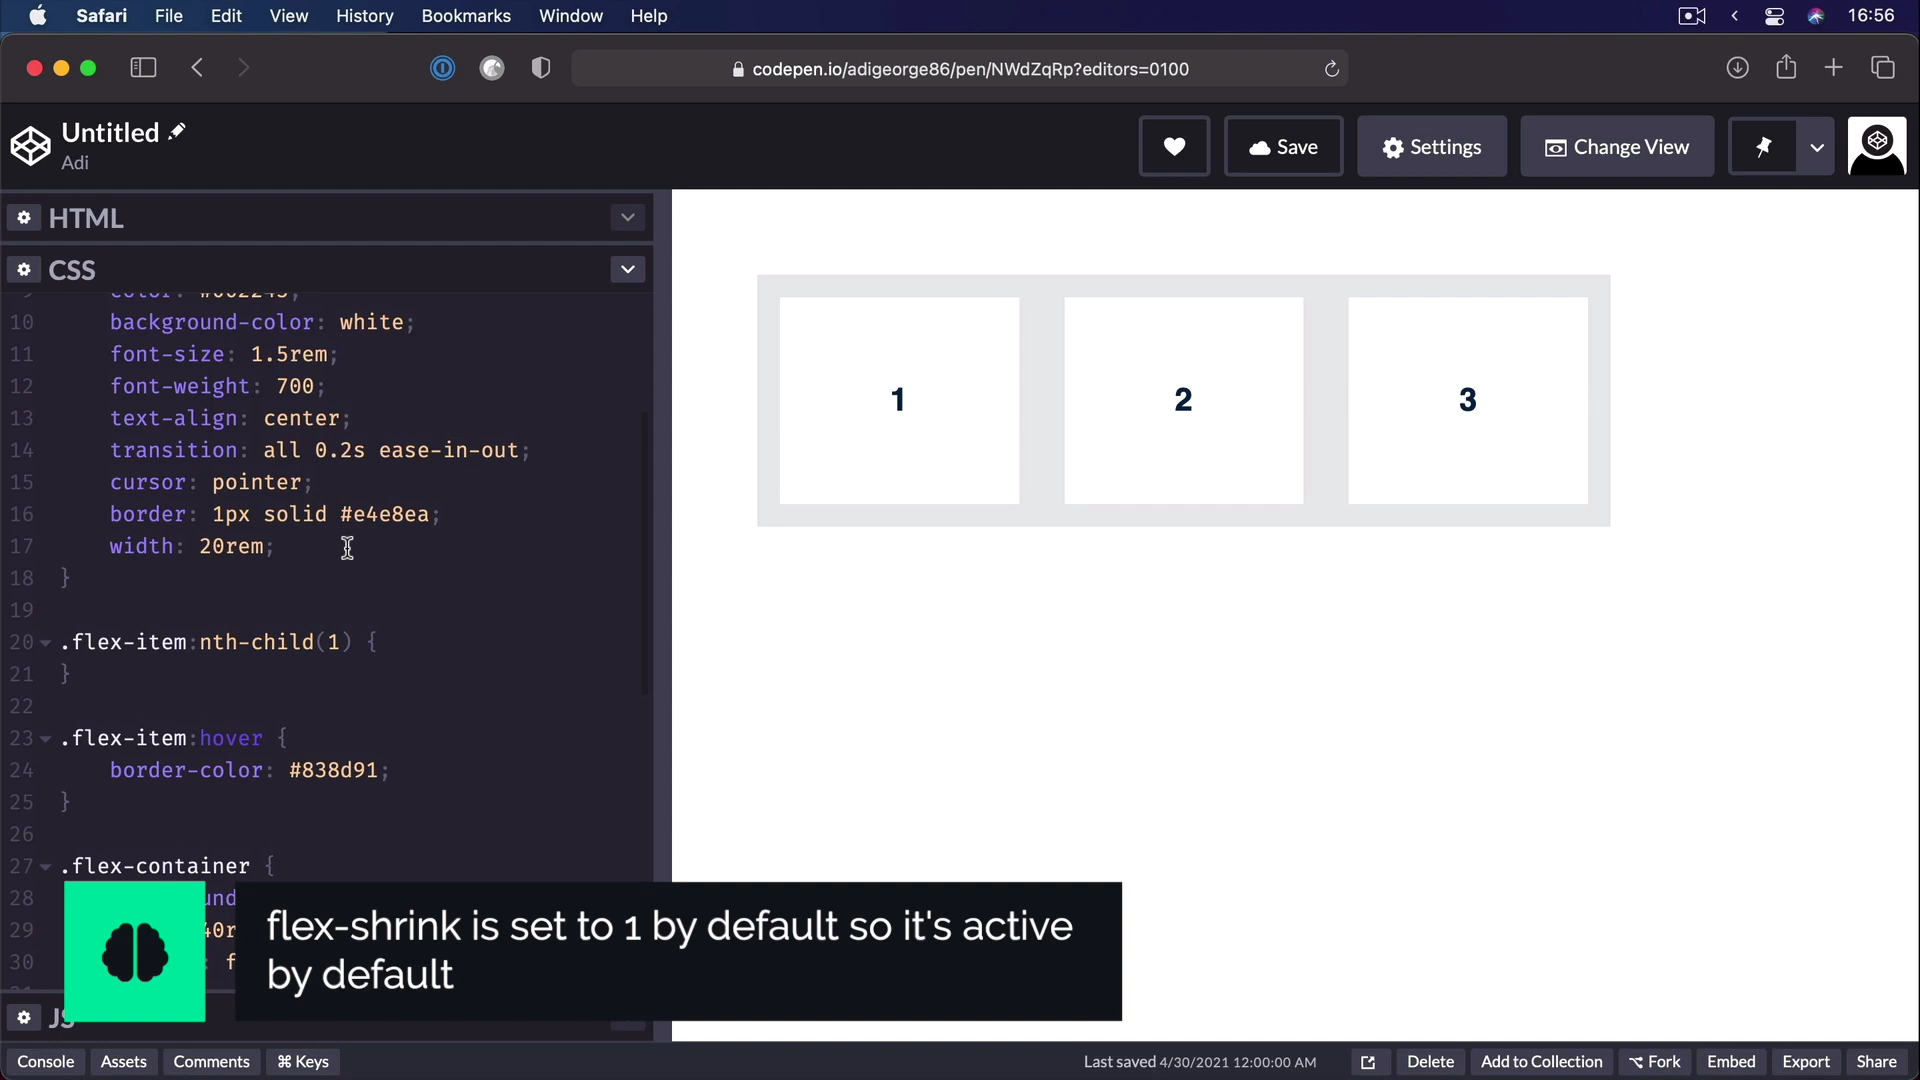 Safari File Edit View History Bookmarks Window Help 16:56
codepen.io/adigeorge86/pen/NWdZqRp?editors=0100
Untitled
Adi
Save Settings Change View
HTML
CSS
10 background-color: white;
11 font-size: 1.5rem;
12 font-weight: 700;
13 text-align: center;
14 transition: all 0.2s ease-in-out;
15 cursor: pointer;
16 border: 1px solid #e4e8ea;
17 width: 20rem;
18 }
19
20 .flex-item:nth-child(1) {
21 }
22
23 .flex-item:hover {
24 border-color: #838d91;
25 }
26
27 .flex-container {
28
29
30
1 2 3
flex-shrink is set to 1 by default so it's active
by default
Console Assets Comments ⌘ Keys
Last saved 4/30/2021 12:00:00 AM Delete Add to Collection ⌥ Fork Embed Export Share